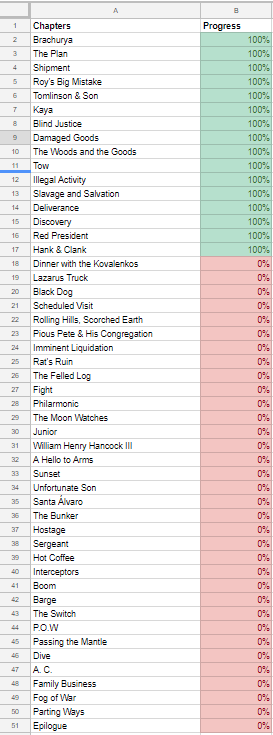 A B
1 Chapters Progress
2 Brachurya 100%
3 The Plan 100%
4 Shipment 100%
5 Roy's Big Mistake 100%
6 Tomlinson & Son 100%
7 Kaya 100%
8 Blind Justice 100%
9 Damaged Goods 100%
10 The Woods and the Goods 100%
11 Tow 100%
12 Illegal Activity 100%
13 Slavage and Salvation 100%
14 Deliverance 100%
15 Discovery 100%
16 Red President 100%
17 Hank & Clank 100%
18 Dinner with the Kovalenkos 0%
19 Lazarus Truck 0%
20 Black Dog 0%
21 Scheduled Visit 0%
22 Rolling Hills, Scorched Earth 0%
23 Pious Pete & His Congregation 0%
24 Imminent Liquidation 0%
25 Rat's Ruin 0%
26 The Felled Log 0%
27 Fight 0%
28 Philarmonic 0%
29 The Moon Watches 0%
30 Junior 0%
31 William Henry Hancock III 0%
32 A Hello to Arms 0%
33 Sunset 0%
34 Unfortunate Son 0%
35 Santa Álvaro 0%
36 The Bunker 0%
37 Hostage 0%
38 Sergeant 0%
39 Hot Coffee 0%
40 Interceptors 0%
41 Boom 0%
42 Barge 0%
43 The Switch 0%
44 P.O.W 0%
45 Passing the Mantle 0%
46 Dive 0%
47 A. C. 0%
48 Family Business 0%
49 Fog of War 0%
50 Parting Ways 0%
51 Epilogue 0%